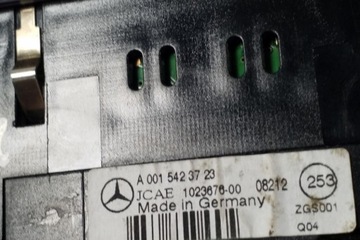 A 001 542 37 23
JCAE 1023676-00 08212
Made in Germany
253
ZGS001
Q04